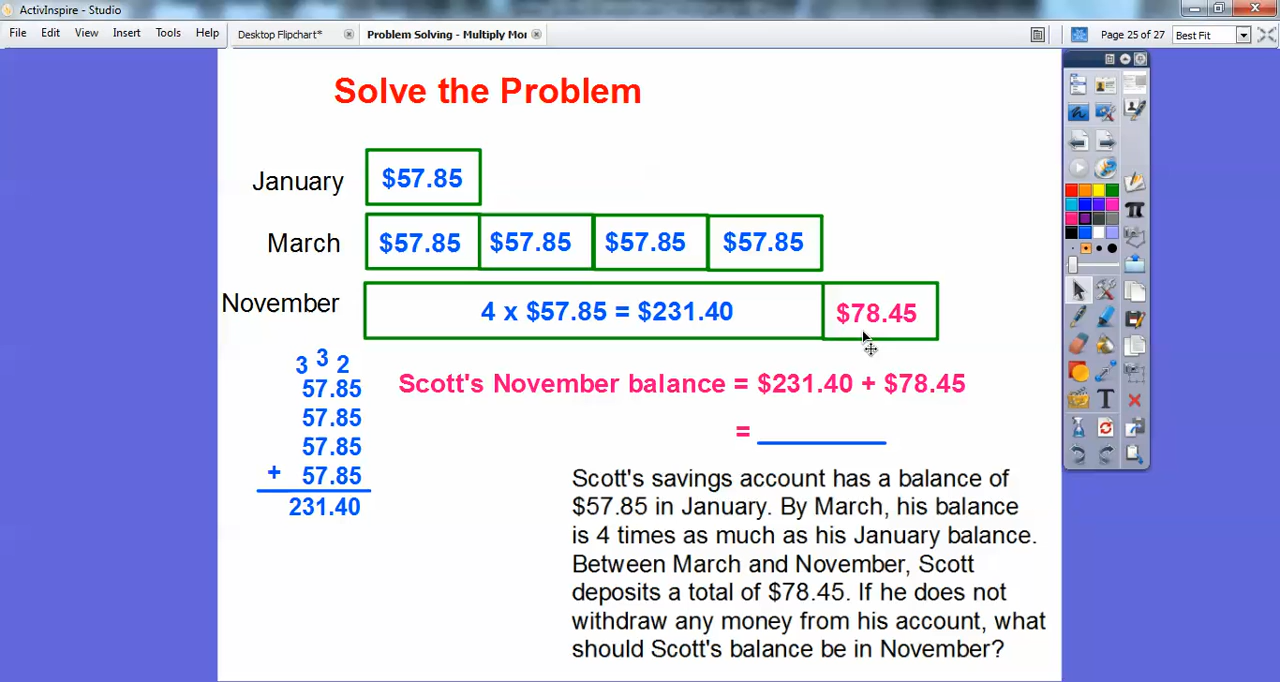 ActivInspire - Studio
File Edit View Insert Tools Help
Desktop Flipchart*
Problem Solving - Multiply Mor
Page 25 of 27
Best Fit
Solve the Problem
January $57.85
March $57.85 $57.85 $57.85 $57.85
November 4 x $57.85 = $231.40 $78.45
3 3 2
57.85
57.85
57.85
+ 57.85
231.40
Scott's November balance = $231.40 + $78.45
=
Scott's savings account has a balance of
$57.85 in January. By March, his balance
is 4 times as much as his January balance.
Between March and November, Scott
deposits a total of $78.45. If he does not
withdraw any money from his account, what
should Scott's balance be in November?